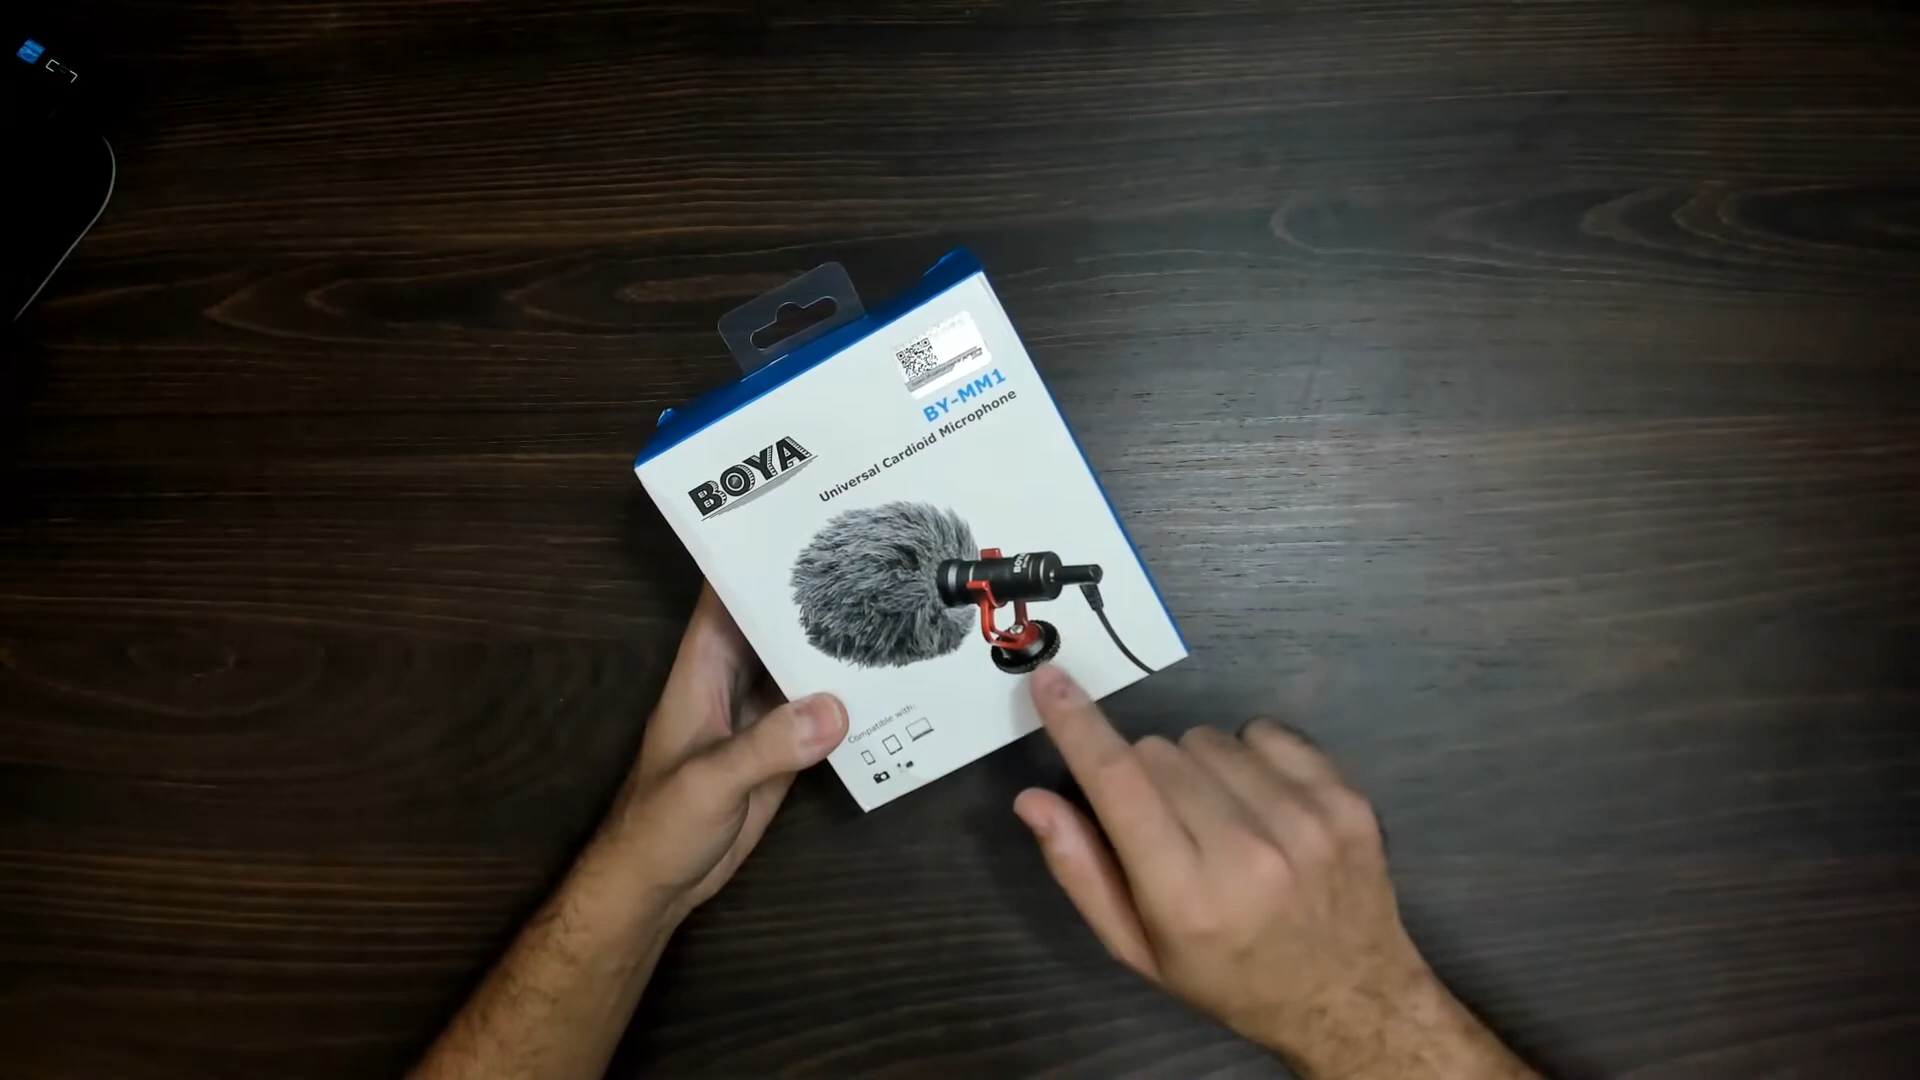 BY-MM1
BOYA
Universal Cardioid Microphone
BOYA
Compatible with: